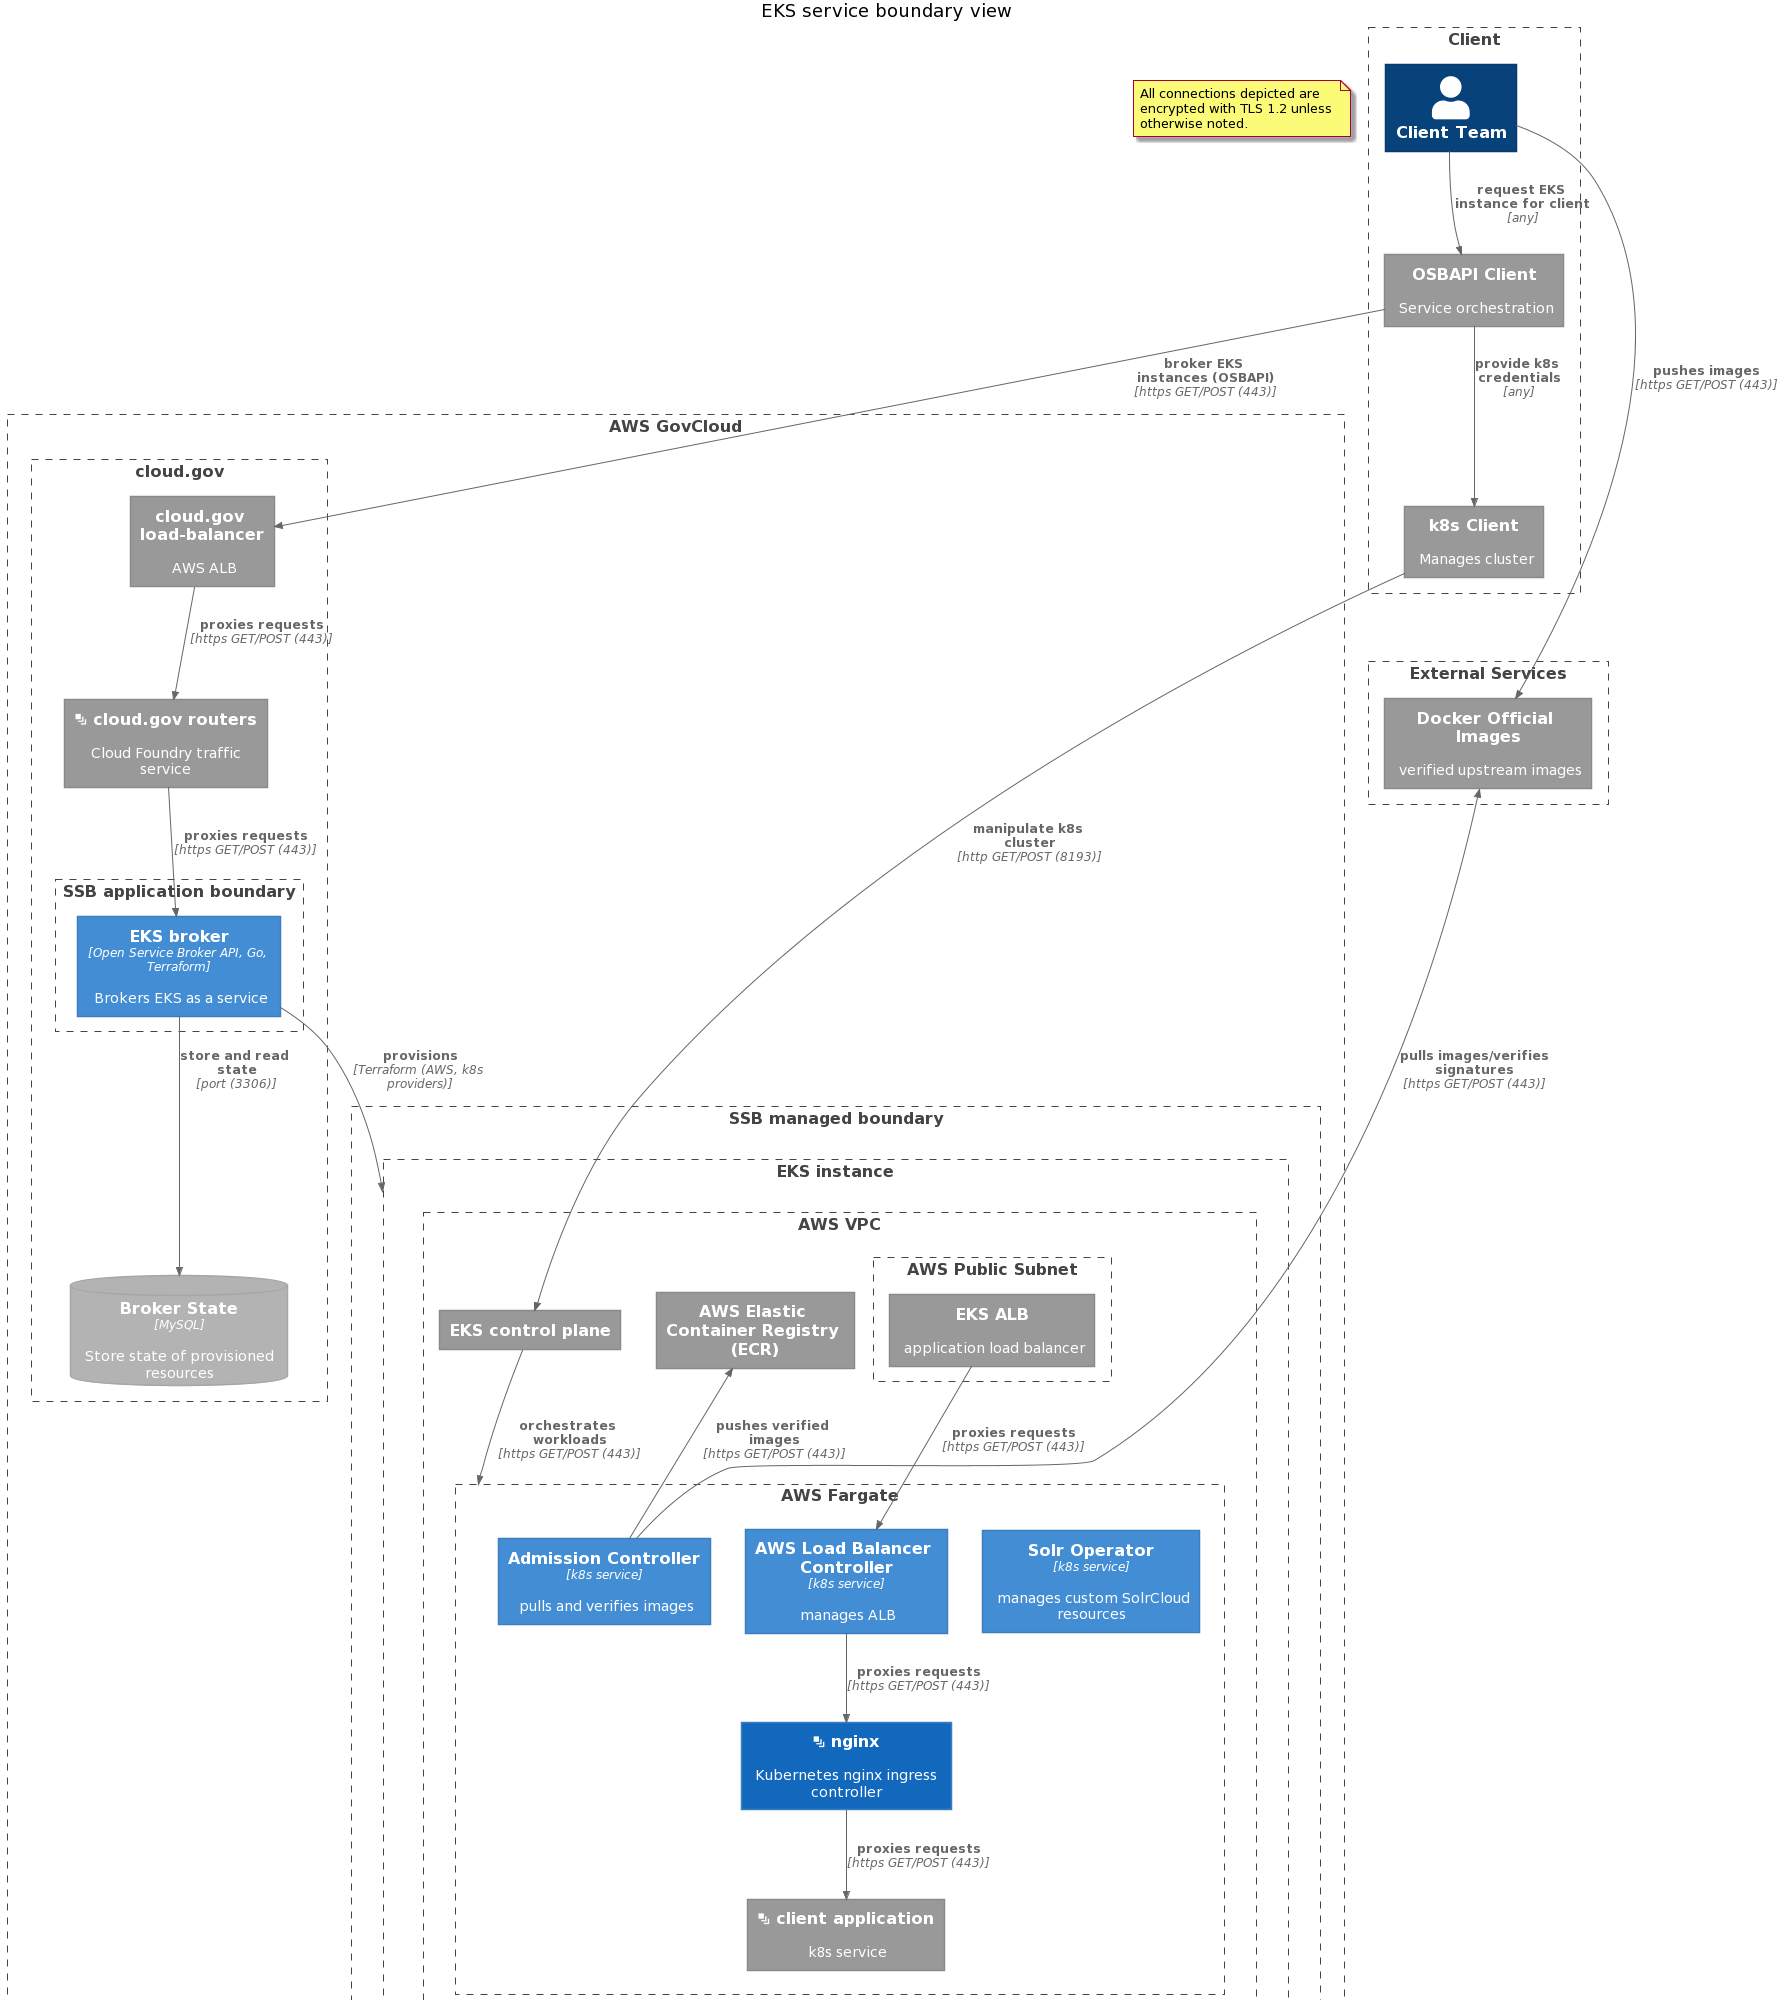 EKS service boundary view
Client
All connections depicted are
encrypted with TLS 1.2 unless
otherwise noted.
Client Team
request EKS
instance for client
[any]
OSBAPI Client
Service orchestration
broker EKS
instances (OSBAPI)
[https GET/POST (443)]
provide k8s
credentials
[any]
pushes images
[https GET/POST (443)]
AWS GovCloud
cloud.gov
cloud.gov
load-balancer
AWS ALB
k8s Client
Manages cluster
proxies requests
[https GET/POST (443)]
External Services
Docker Official
Images
verified upstream images
cloud.gov routers
Cloud Foundry traffic
service
proxies requests
[https GET/POST (443)]
manipulate k8s
cluster
[http GET/POST (8193)]
SSB application boundary
EKS broker
[Open Service Broker API, Go,
Terraform]
Brokers EKS as a service
store and read
state
[port (3306)]
provisions
[Terraform (AWS, k8s
providers)]
pulls images/verifies
signatures
[https GET/POST (443)]
SSB managed boundary
EKS instance
AWS VPC
AWS Public Subnet
Broker State
[MySQL]
Store state of provisioned
resources
EKS control plane
AWS Elastic
Container Registry
(ECR)
EKS ALB
application load balancer
orchestrates
workloads
[https GET/POST (443)]
pushes verified
images
[https GET/POST (443)]
proxies requests
[https GET/POST (443)]
AWS Fargate
Admission Controller
[k8s service]
pulls and verifies images
AWS Load Balancer
Controller
[k8s service]
manages ALB
Solr Operator
[k8s service]
manages custom SolrCloud
resources
proxies requests
[https GET/POST (443)]
nginx
Kubernetes nginx ingress
controller
proxies requests
[https GET/POST (443)]
client application
k8s service